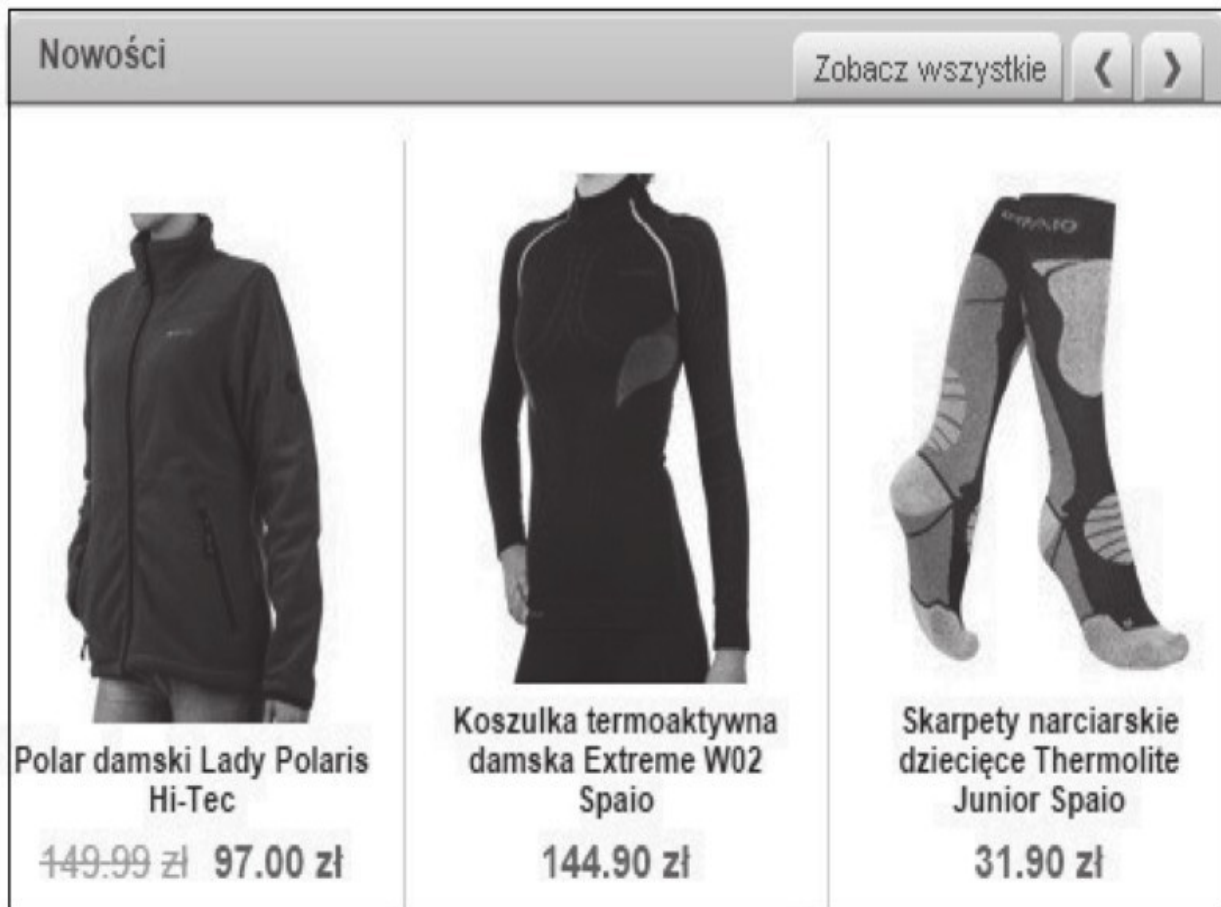 Nowości
Zobacz wszystkie
❮
❯
SPAIO
Polar damski Lady Polaris
Hi-Tec
149.99 zł 97.00 zł
Koszulka termoaktywna
damska Extreme W02
Spaio
144.90 zł
Skarpety narciarskie
dziecięce Thermolite
Junior Spaio
31.90 zł